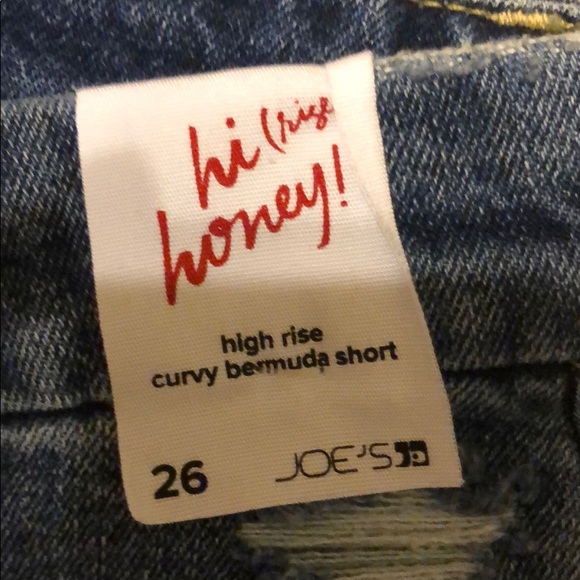 hi (rise
honey!
high rise
curvy bermuda short
26 JOE'S